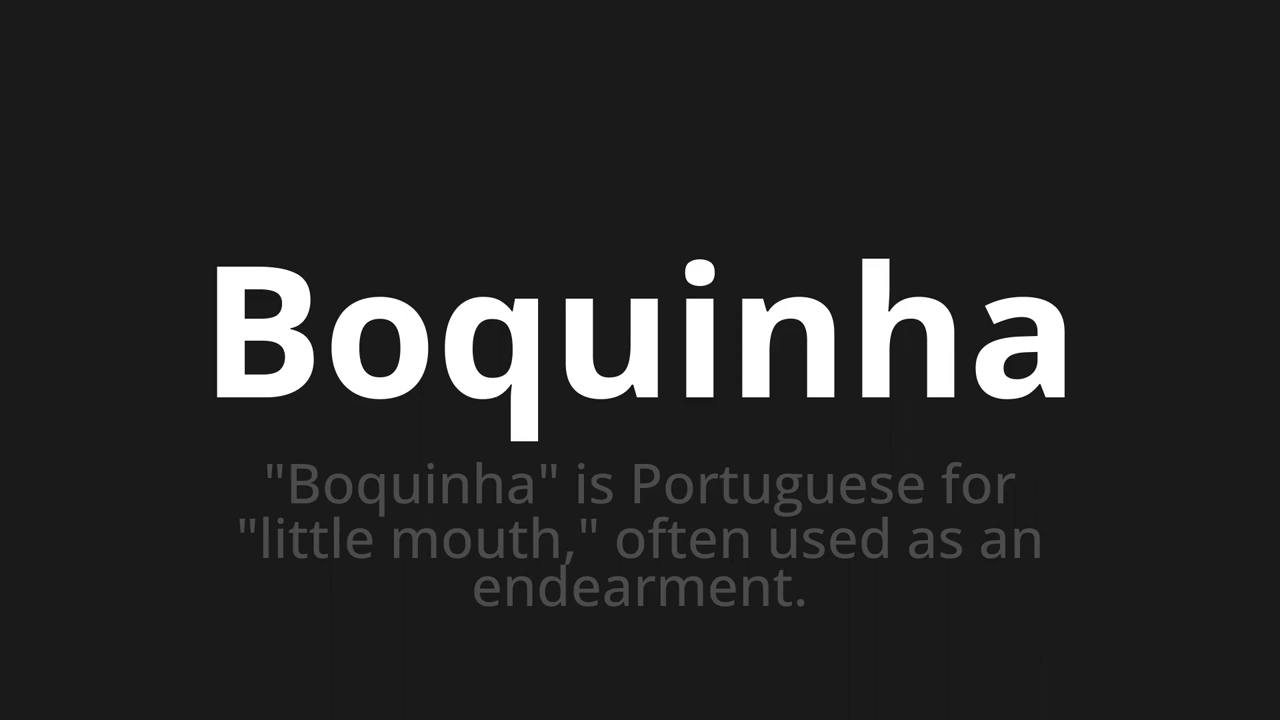 Boquinha
"Boquinha" is Portuguese for
"little mouth," often used as an
endearment.